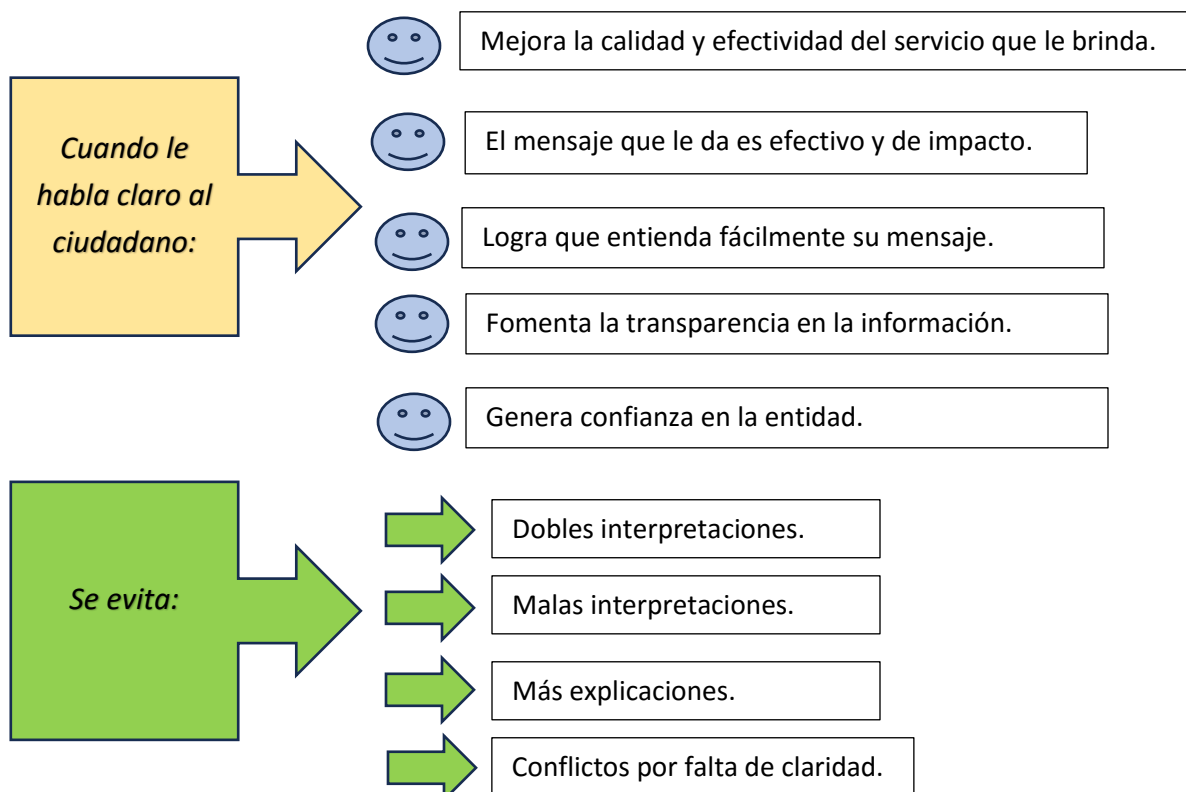 Cuando le
habla claro al
ciudadano:
Mejora la calidad y efectividad del servicio que le brinda.
El mensaje que le da es efectivo y de impacto.
Logra que entienda fácilmente su mensaje.
Fomenta la transparencia en la información.
Genera confianza en la entidad.
Se evita:
Dobles interpretaciones.
Malas interpretaciones.
Más explicaciones.
Conflictos por falta de claridad.